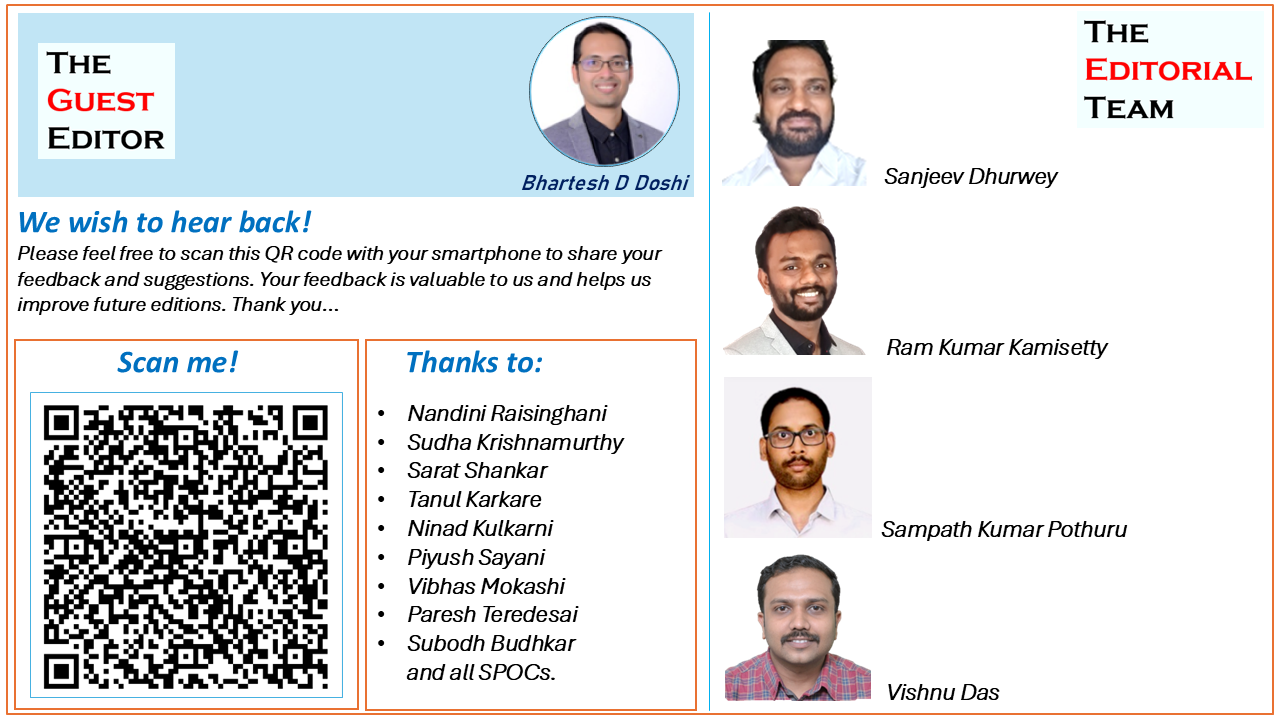 THE
GUEST
EDITOR
Bhartesh D Doshi
We wish to hear back!
Please feel free to scan this QR code with your smartphone to share your
feedback and suggestions. Your feedback is valuable to us and helps us
improve future editions. Thank you...
Scan me!
Thanks to:
• Nandini Raisinghani
• Sudha Krishnamurthy
• Sarat Shankar
• Tanul Karkare
• Ninad Kulkarni
• Piyush Sayani
• Vibhas Mokashi
• Paresh Teredesai
• Subodh Budhkar
and all SPOCs.
THE
EDITORIAL
TEAM
Sanjeev Dhurwey
Ram Kumar Kamisetty
Sampath Kumar Pothuru
Vishnu Das